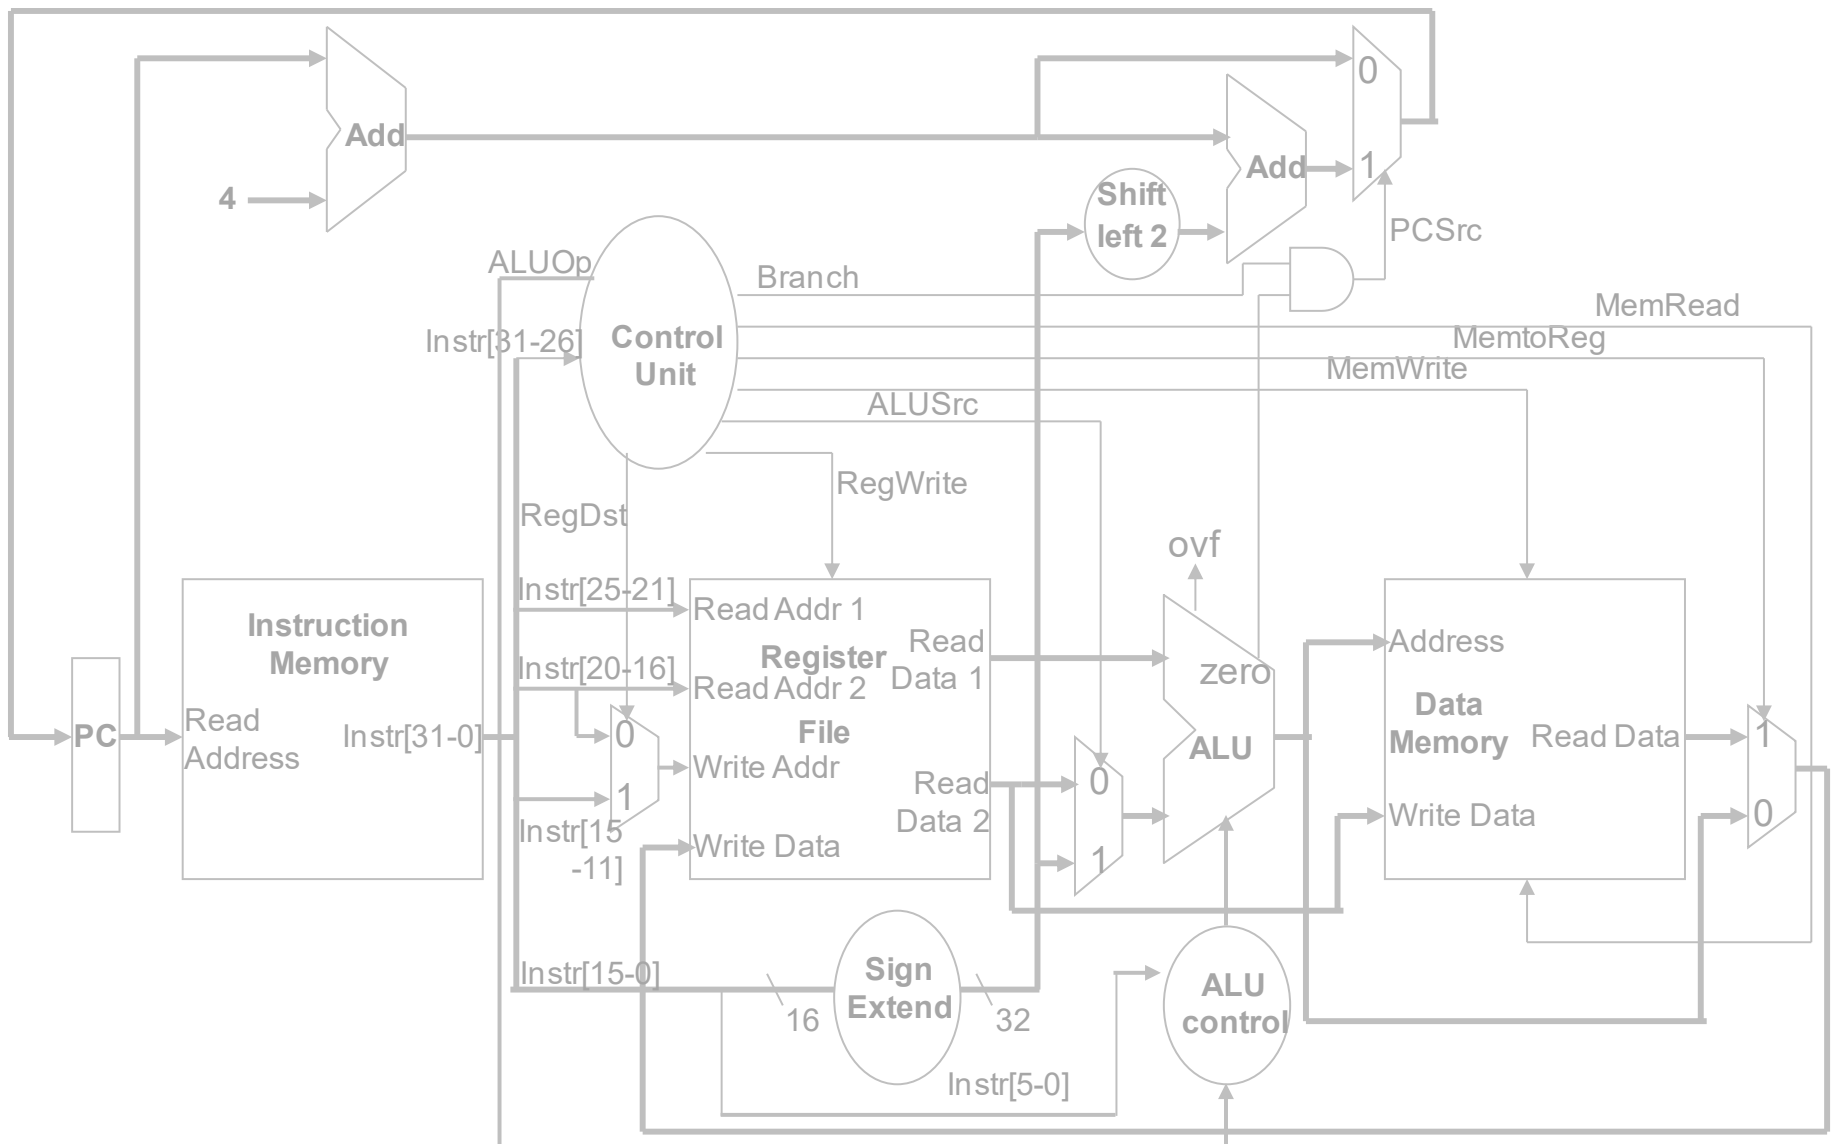 0
Add
1
Add
4
Shift
left 2
PCSrc
ALUOp
Branch
MemRead
Instr[31-26]
Control
Unit
MemtoReg
MemWrite
ALUSrc
RegWrite
RegDst
ovf
Instr[25-21]
Read Addr 1
Instruction
Memory
Register
Read
Data 1
Address
Instr[20-16]
Read Addr 2
zero
Data
Memory
PC
Read
Address
Instr[31-0]
0
File
ALU
Read Data
1
Write Addr
Read
Data 2
0
1
Write Data
0
Instr[15
-11]
Write Data
1
Instr[15-0]
Sign
Extend
16
32
ALU
control
Instr[5-0]